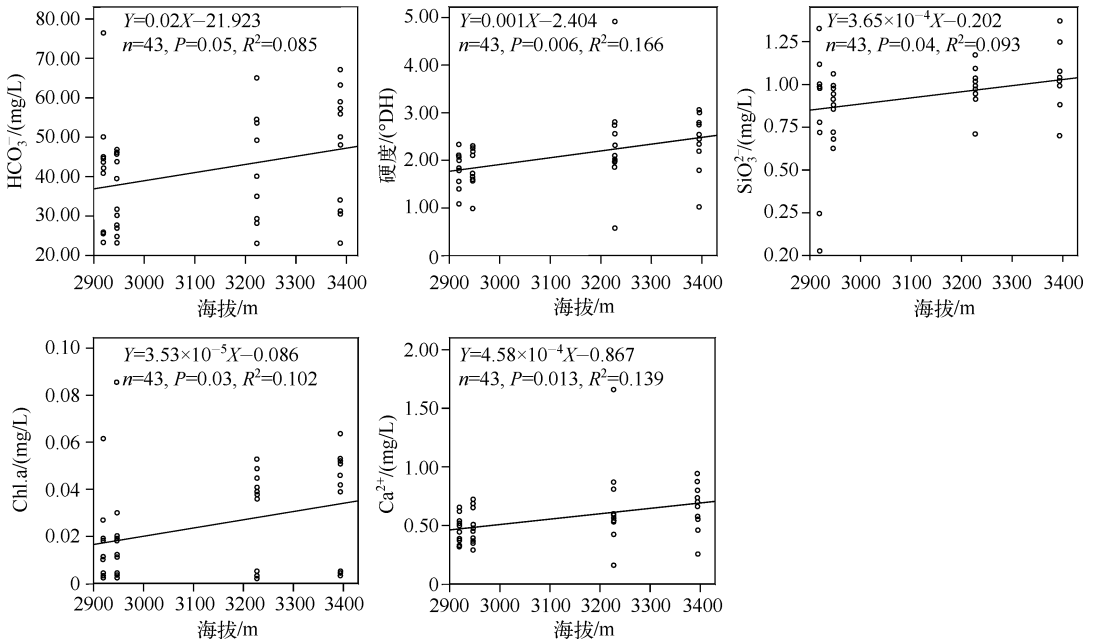 Y=0.02X−21.923
n=43, P=0.05, R²=0.085
80.00
70.00
60.00
50.00
40.00
30.00
20.00
HCO₃⁻/(mg/L)
2900 3000 3100 3200 3300 3400
海拔/m
Y=0.001X−2.404
n=43, P=0.006, R²=0.166
5.00
4.00
3.00
2.00
1.00
0
硬度/(°DH)
2900 3000 3100 3200 3300 3400
海拔/m
Y=3.65×10⁻⁴X−0.202
n=43, P=0.04, R²=0.093
1.25
1.00
0.75
0.50
0.25
0.20
SiO₃²⁻/(mg/L)
2900 3000 3100 3200 3300 3400
海拔/m
Y=3.53×10⁻⁵X−0.086
n=43, P=0.03, R²=0.102
0.10
0.08
0.06
0.04
0.02
0
Chl.a/(mg/L)
2900 3000 3100 3200 3300 3400
海拔/m
Y=4.58×10⁻⁴X−0.867
n=43, P=0.013, R²=0.139
2.00
1.50
1.00
0.50
0
Ca²⁺/(mg/L)
2900 3000 3100 3200 3300 3400
海拔/m